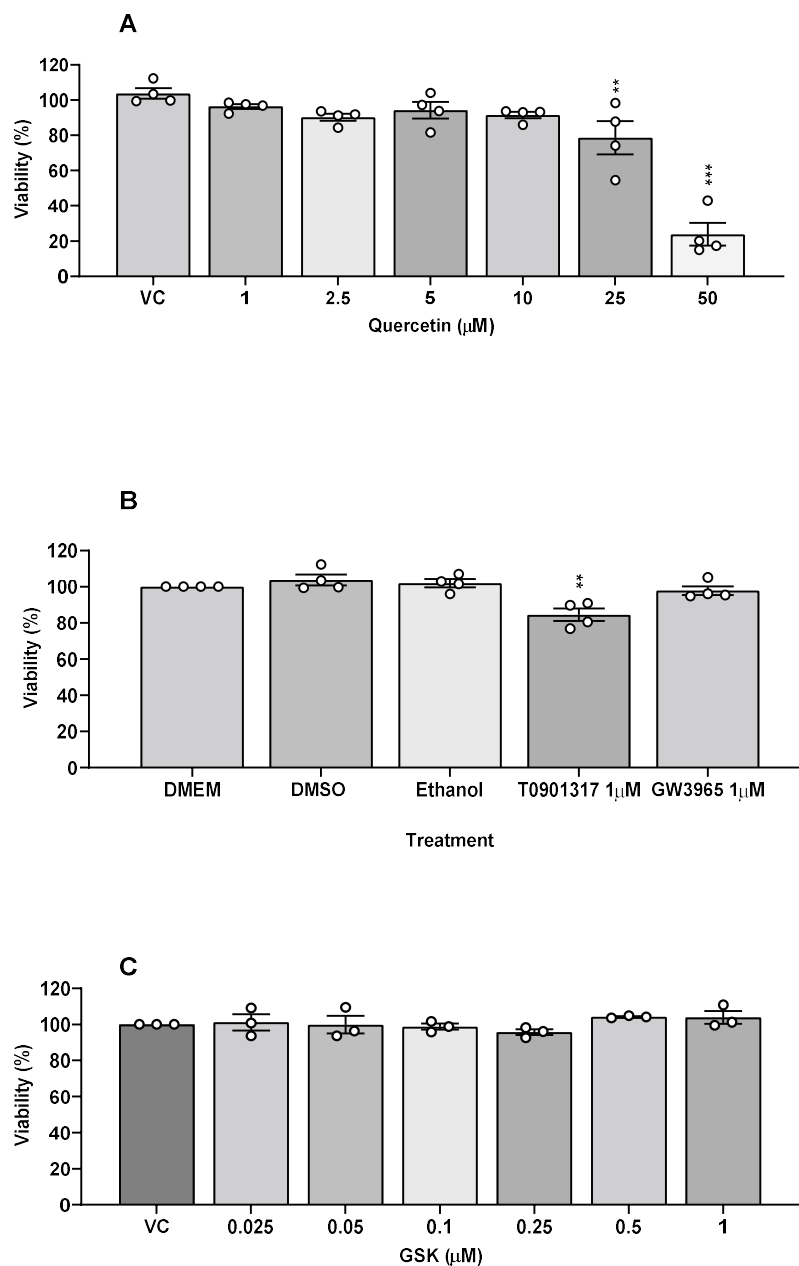 A
120
100
80
60
40
20
0
Viability (%)
**
***
VC 1 2.5 5 10 25 50
Quercetin (μM)
B
120
100
80
60
40
20
0
Viability (%)
**
DMEM DMSO Ethanol T0901317 1μM GW3965 1μM
Treatment
C
120
100
80
60
40
20
0
Viability (%)
VC 0.025 0.05 0.1 0.25 0.5 1
GSK (μM)